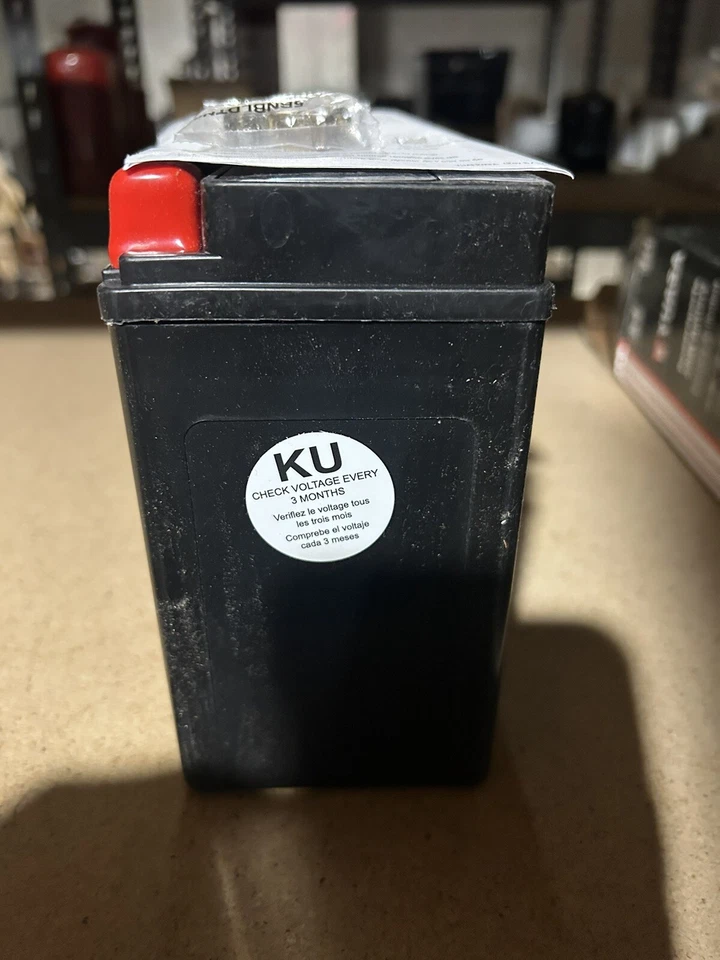 KU
CHECK VOLTAGE EVERY
3 MONTHS
Verifiez le voltage tous
les trois mois
Comprebe el voltaje
cada 3 meses